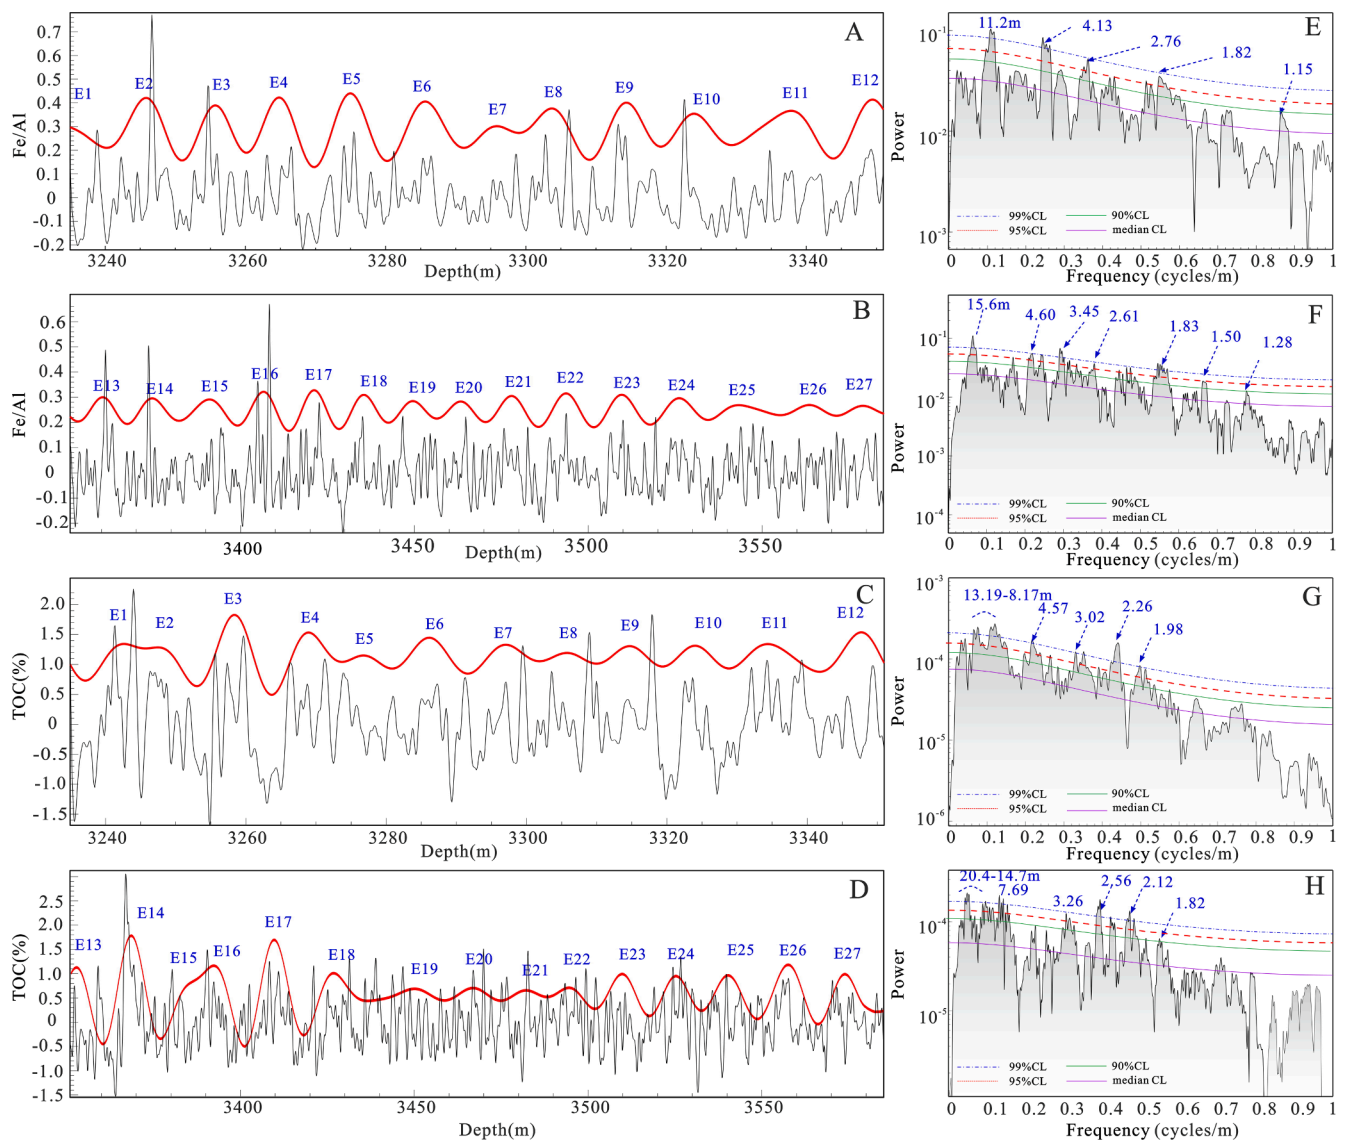 A
Fe/Al
0.7
0.6
0.5
0.4
0.3
0.2
0.1
0
-0.1
-0.2
E1 E2 E3 E4 E5 E6 E7 E8 E9 E10 E11 E12
3240 3260 3280 3300 3320 3340
Depth(m)
E
Power
10-1
10-2
10-3
11.2m 4.13 2.76 1.82 1.15
99%CL 90%CL
95%CL median CL
0 0.1 0.2 0.3 0.4 0.5 0.6 0.7 0.8 0.9 1
Frequency (cycles/m)
B
Fe/Al
0.6
0.5
0.4
0.3
0.2
0.1
0
-0.1
-0.2
E13 E14 E15 E16 E17 E18 E19 E20 E21 E22 E23 E24 E25 E26 E27
3400 3450 3500 3550
Depth(m)
F
Power
10-1
10-2
10-3
10-4
15.6m 4.60 3.45 2.61 1.83 1.50 1.28
99%CL 90%CL
95%CL median CL
0 0.1 0.2 0.3 0.4 0.5 0.6 0.7 0.8 0.9 1
Frequency (cycles/m)
C
TOC(%)
2.0
1.5
1.0
0.5
0
-0.5
-1.0
-1.5
E1 E2 E3 E4 E5 E6 E7 E8 E9 E10 E11 E12
3240 3260 3280 3300 3320 3340
Depth(m)
G
Power
10-3
10-4
10-5
10-6
13.19-8.17m 4.57 3.02 2.26 1.98
99%CL 90%CL
95%CL median CL
0 0.1 0.2 0.3 0.4 0.5 0.6 0.7 0.8 0.9 1
Frequency (cycles/m)
D
TOC(%)
2.5
2.0
1.5
1.0
0.5
0
-0.5
-1.0
-1.5
E13 E14 E15 E16 E17 E18 E19 E20 E21 E22 E23 E24 E25 E26 E27
3400 3450 3500 3550
Depth(m)
H
Power
10-4
10-5
20.4-14.7m 7.69 3.26 2.56 2.12 1.82
99%CL 90%CL
95%CL median CL
0 0.1 0.2 0.3 0.4 0.5 0.6 0.7 0.8 0.9 1
Frequency (cycles/m)